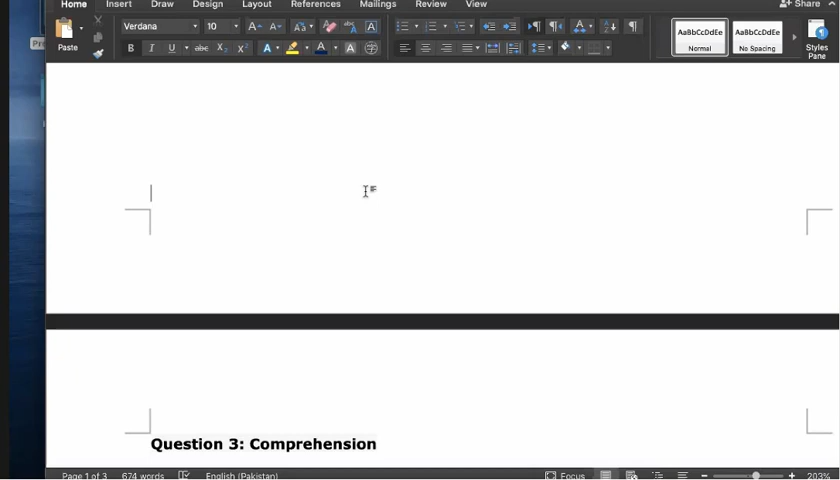 Home Insert Draw Design Layout References Mailings Review View Share
Paste
Verdana 10
AaBbCcDdEe AaBbCcDdEe
Normal No Spacing Styles Pane
Question 3: Comprehension
Page 1 of 3 674 words English (Pakistan) Focus 203%